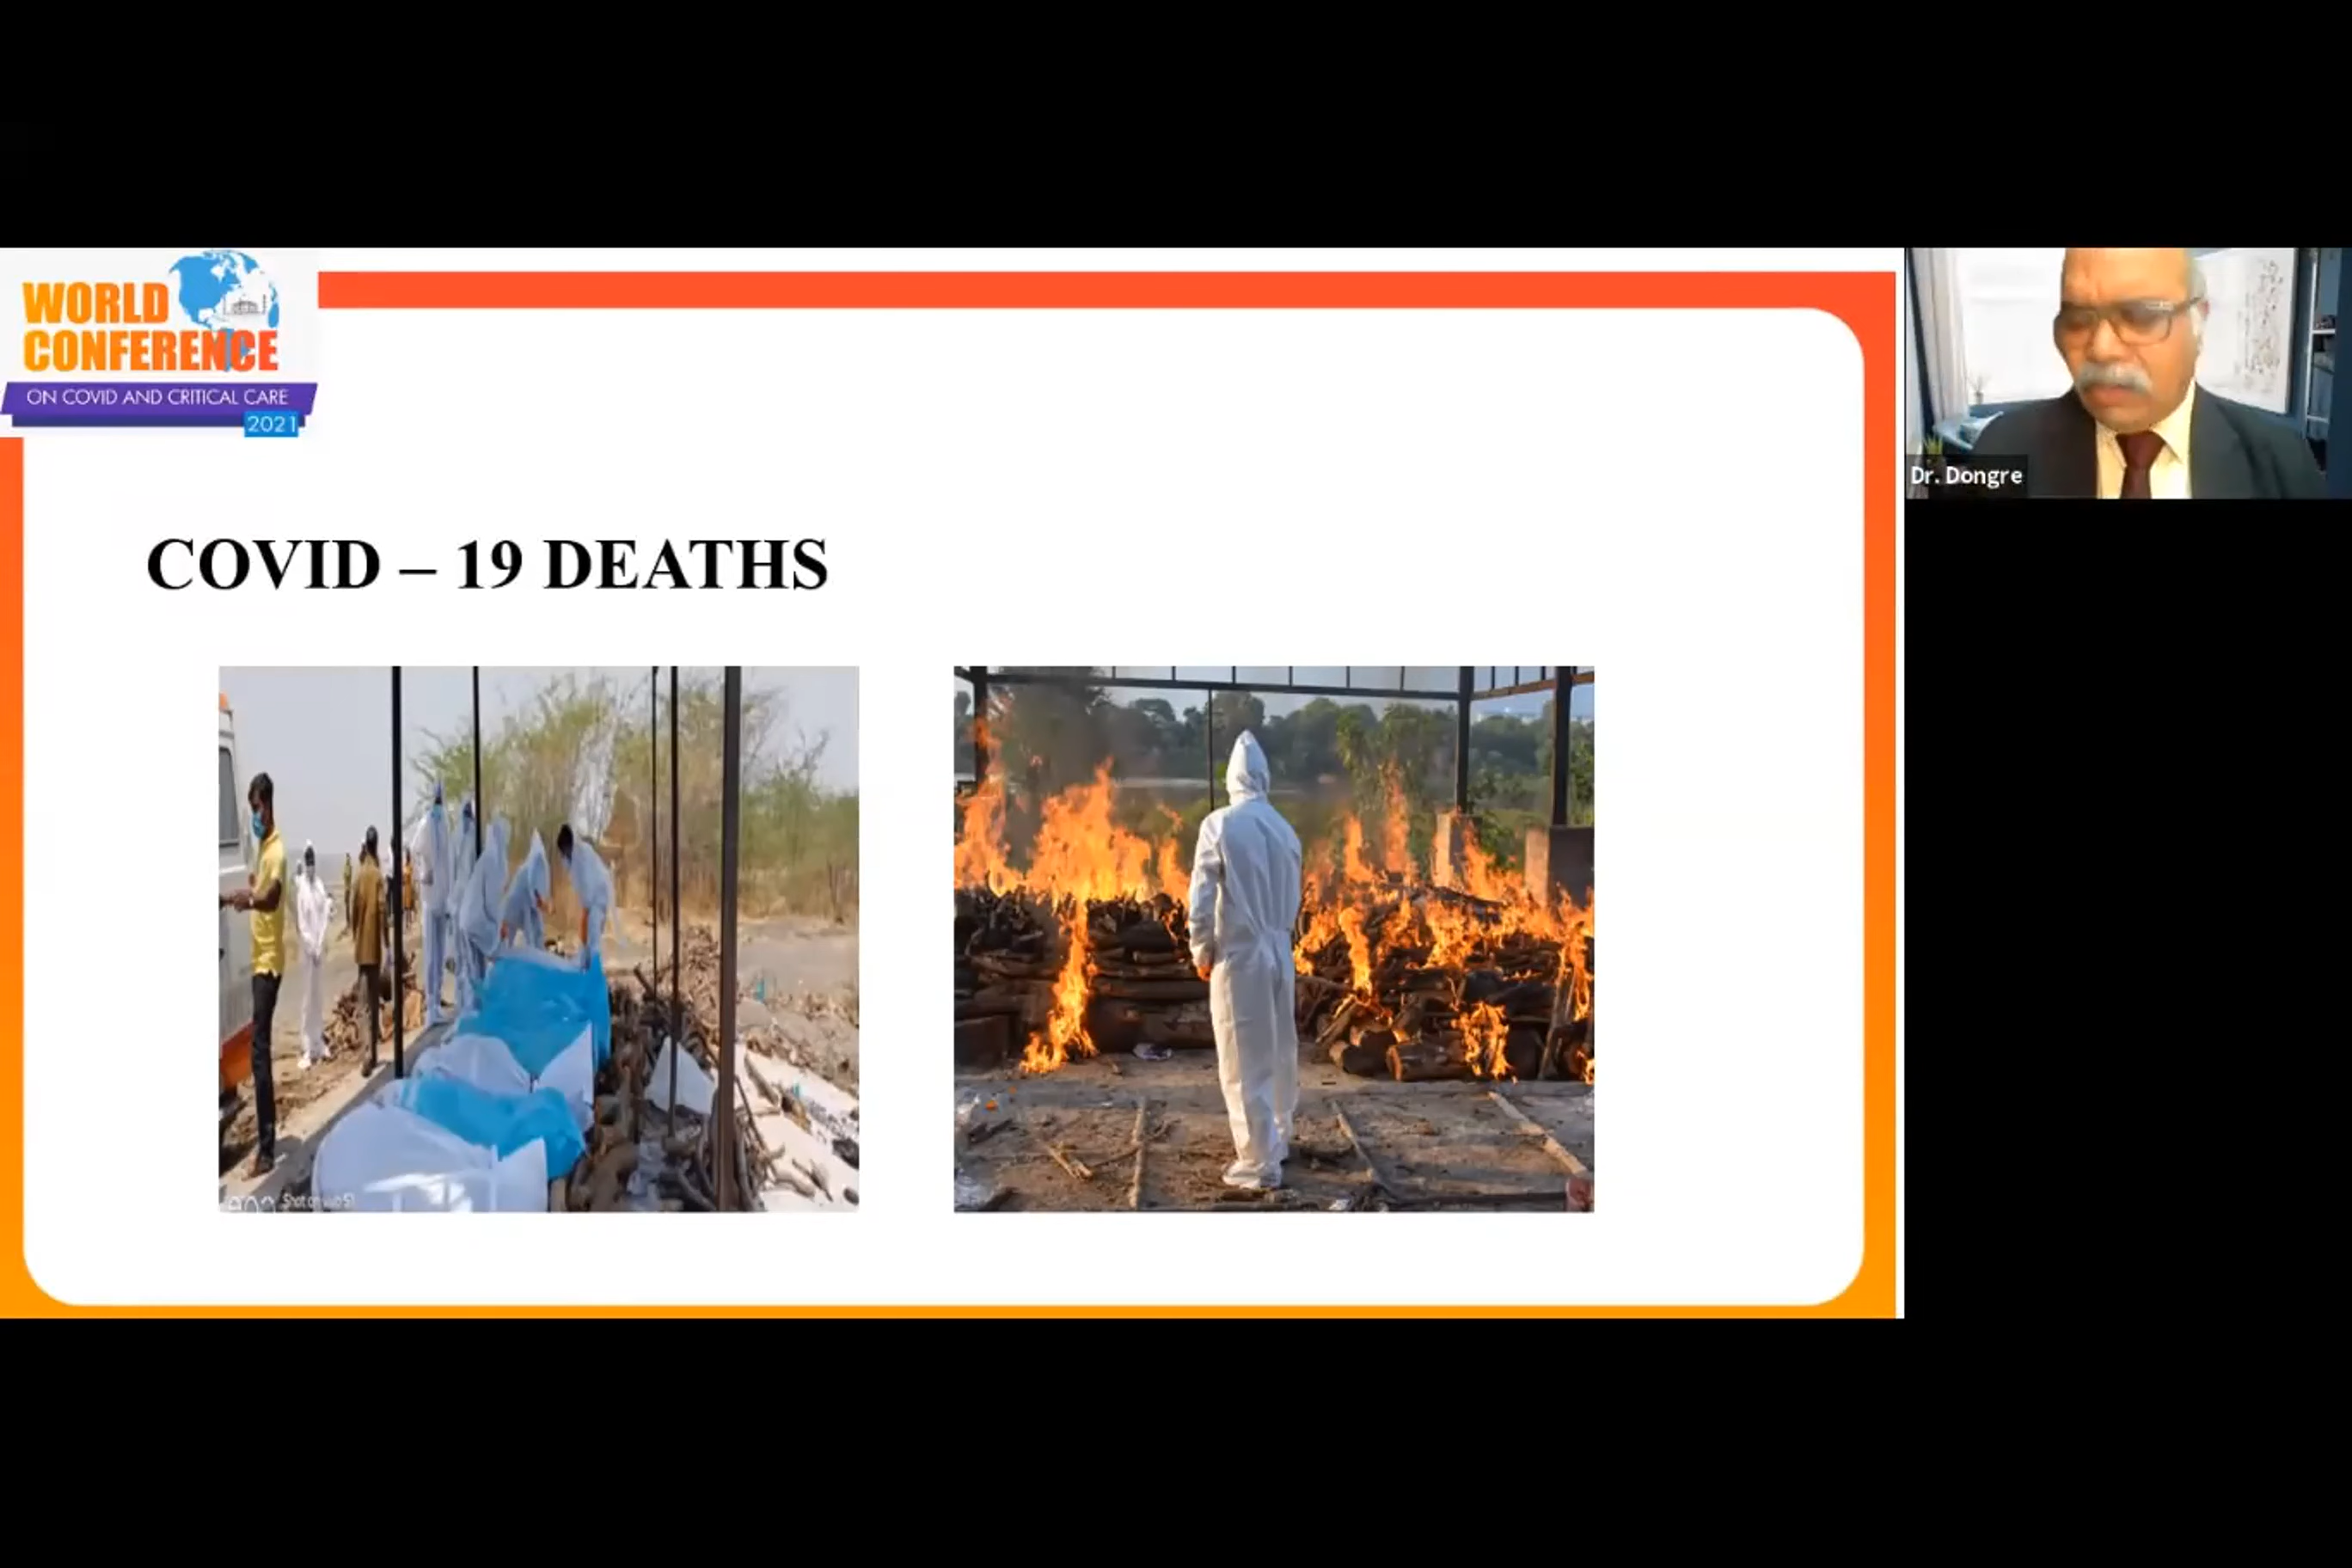 WORLD
CONFERENCE
ON COVID AND CRITICAL CARE
2021
Dr. Dongre
COVID – 19 DEATHS